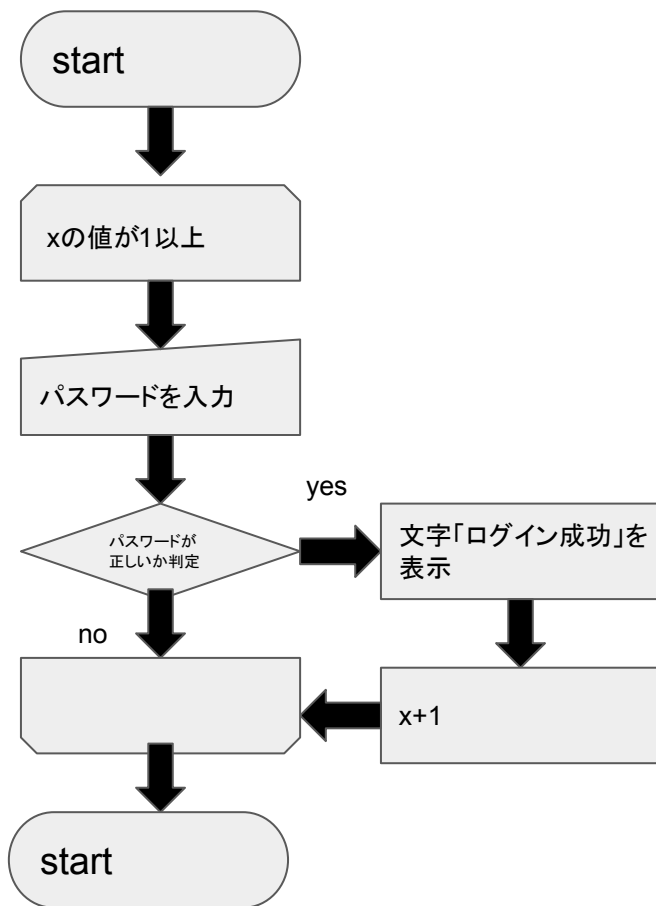 start
xの値が1以上
パスワードを入力
パスワードが
正しいか判定
yes
文字「ログイン成功」を
表示
no
x+1
start